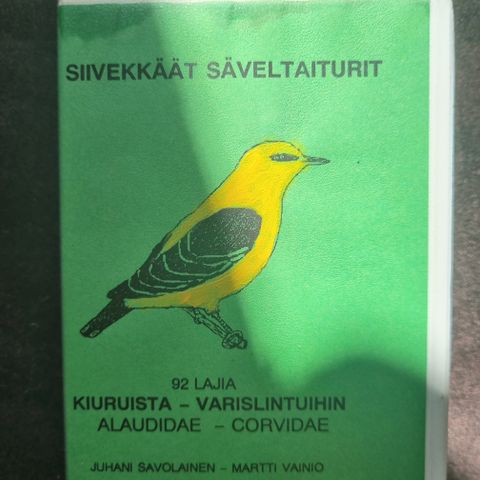 SIIVEKKÄÄT SÄVELTAITURIT
92 LAJIA
KIURUISTA – VARISLINTUIHIN
ALAUDIDAE – CORVIDAE
JUHANI SAVOLAINEN – MARTTI VAINIO